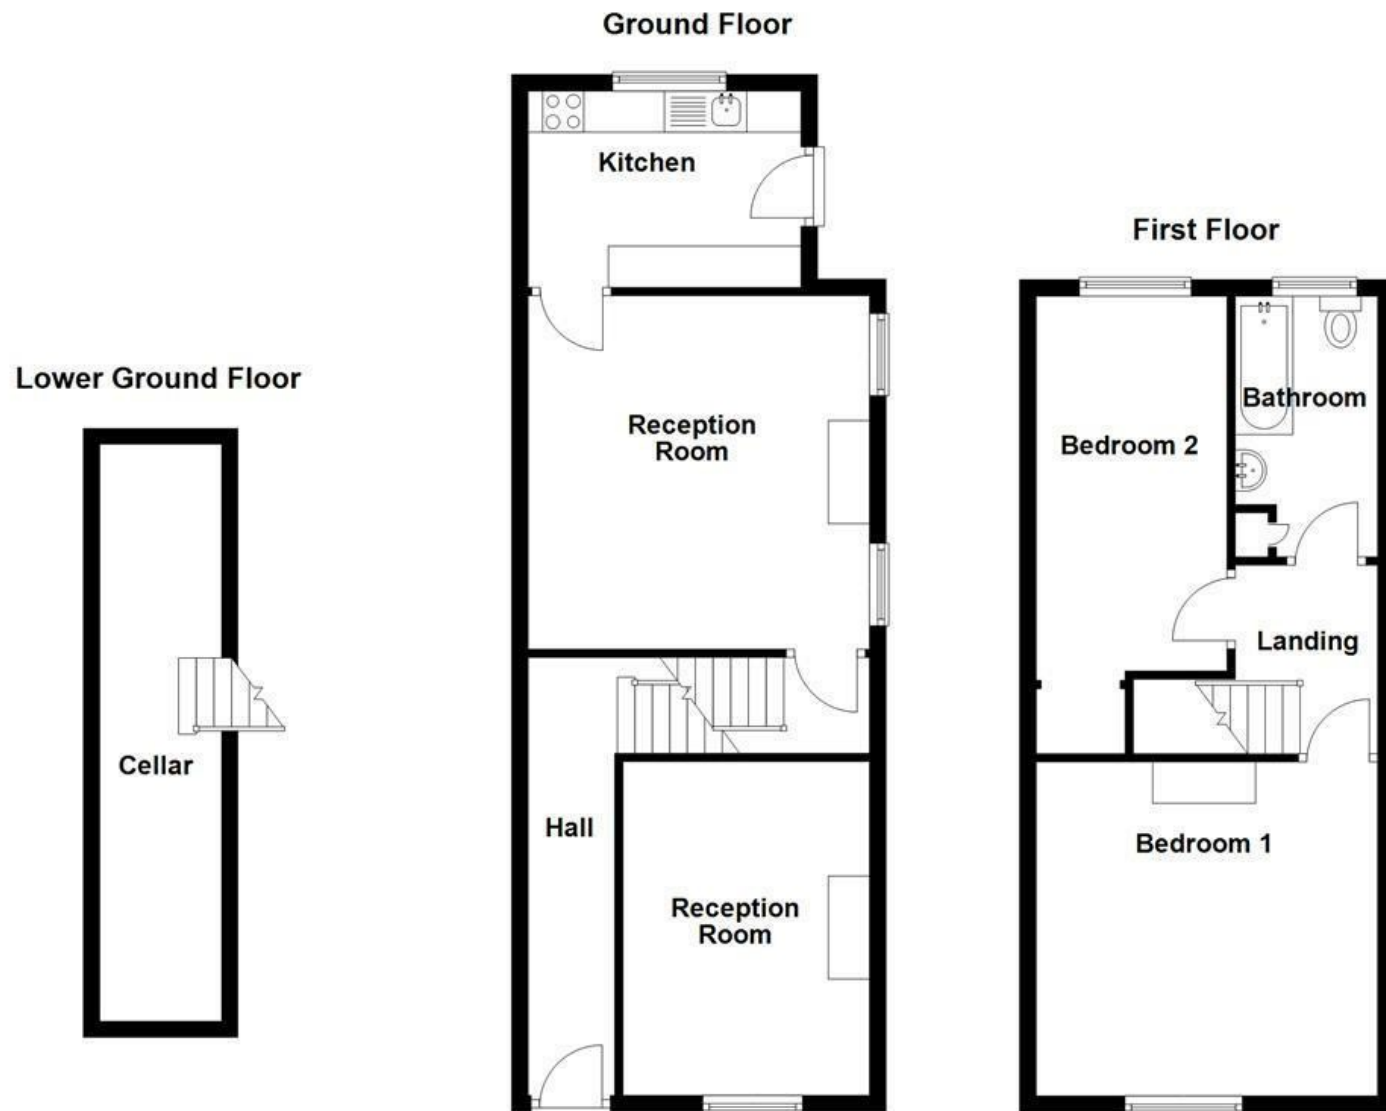 Lower Ground Floor
Cellar
Ground Floor
Kitchen
Reception
Room
Hall
Reception
Room
First Floor
Bedroom 2
Bathroom
Landing
Bedroom 1